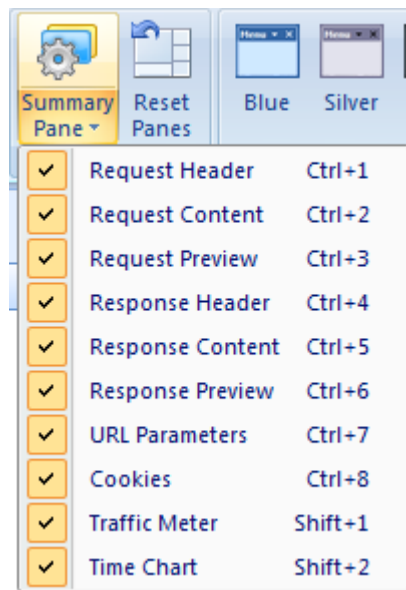 Menu
Menu
Summary Pane
Reset Panes
Blue
Silver
Request Header Ctrl+1
Request Content Ctrl+2
Request Preview Ctrl+3
Response Header Ctrl+4
Response Content Ctrl+5
Response Preview Ctrl+6
URL Parameters Ctrl+7
Cookies Ctrl+8
Traffic Meter Shift+1
Time Chart Shift+2